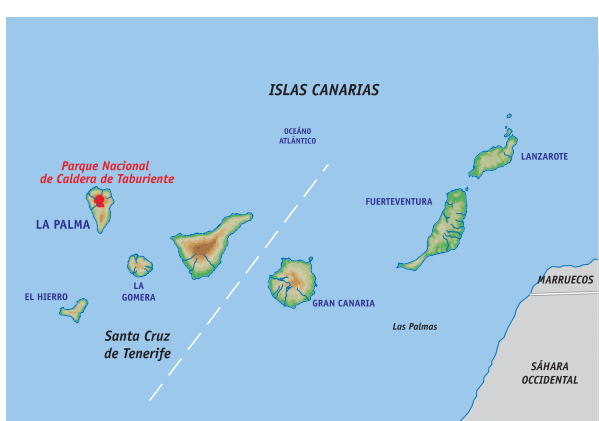 ISLAS CANARIAS
OCEÁNO
ATLÁNTICO
LANZAROTE
Parque Nacional
de Caldera de Taburiente
FUERTEVENTURA
LA PALMA
MARRUECOS
LA
GOMERA
EL HIERRO
GRAN CANARIA
Las Palmas
Santa Cruz
de Tenerife
SÁHARA
OCCIDENTAL